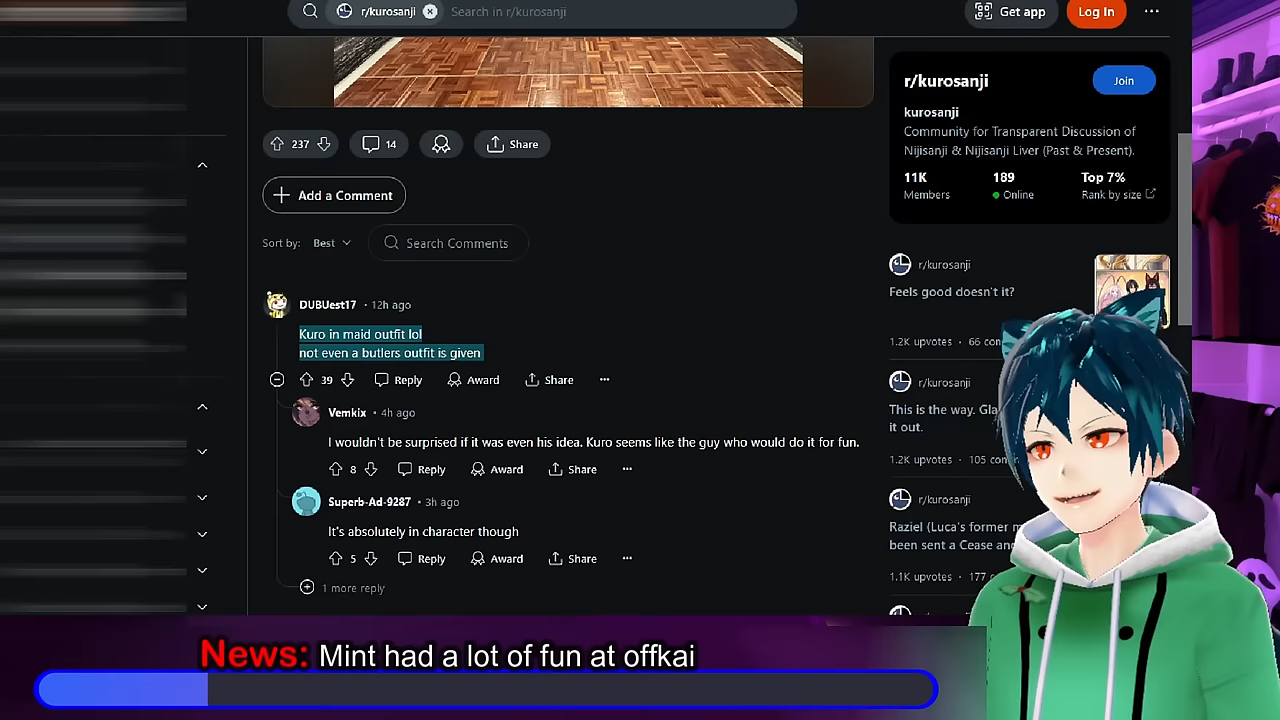 r/kurosanji
Search in r/kurosanji
Get app
Log In
237
14
Share
Add a Comment
Sort by: Best
Search Comments
DUBUest17 • 12h ago
Kuro in maid outfit lol
not even a butlers outfit is given
39
Reply
Award
Share
Vemkix • 4h ago
I wouldn't be surprised if it was even his idea. Kuro seems like the guy who would do it for fun.
8
Reply
Award
Share
Superb-Ad-9287 • 3h ago
It's absolutely in character though
5
Reply
Award
Share
1 more reply
r/kurosanji
Join
kurosanji
Community for Transparent Discussion of
Nijisanji & Nijisanji Liver (Past & Present).
11K
189
Top 7%
Members
Online
Rank by size
r/kurosanji
Feels good doesn't it?
1.2K upvotes • 66
r/kurosanji
This is the way.
it out.
1.2K upvotes • 105
r/kurosanji
Raziel (Luca's former
been sent a Cease
1.1K upvotes • 177
News: Mint had a lot of fun at offkai